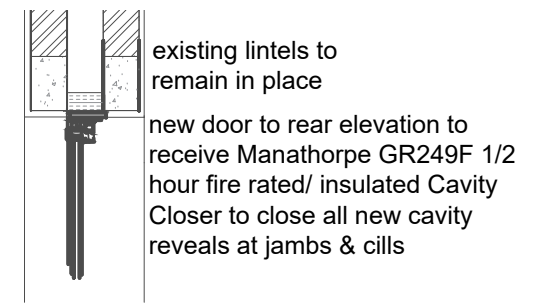 existing lintels to
remain in place
new door to rear elevation to
receive Manathorpe GR249F 1/2
hour fire rated/ insulated Cavity
Closer to close all new cavity
reveals at jambs & cills